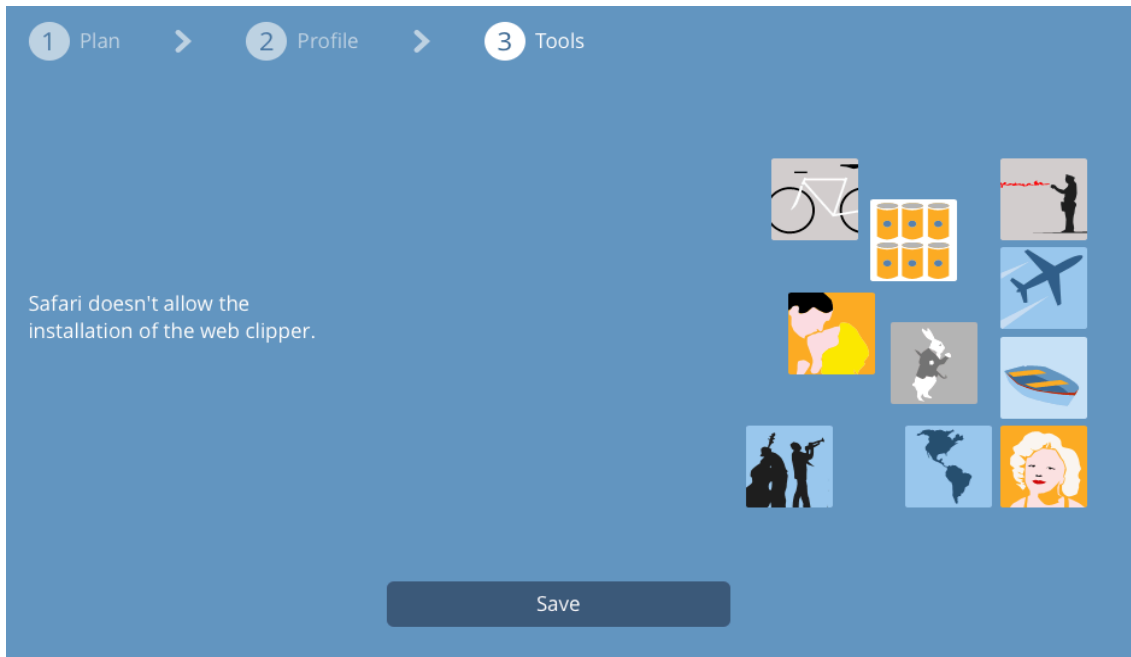 1 Plan > 2 Profile > 3 Tools
Safari doesn't allow the
installation of the web clipper.
Save